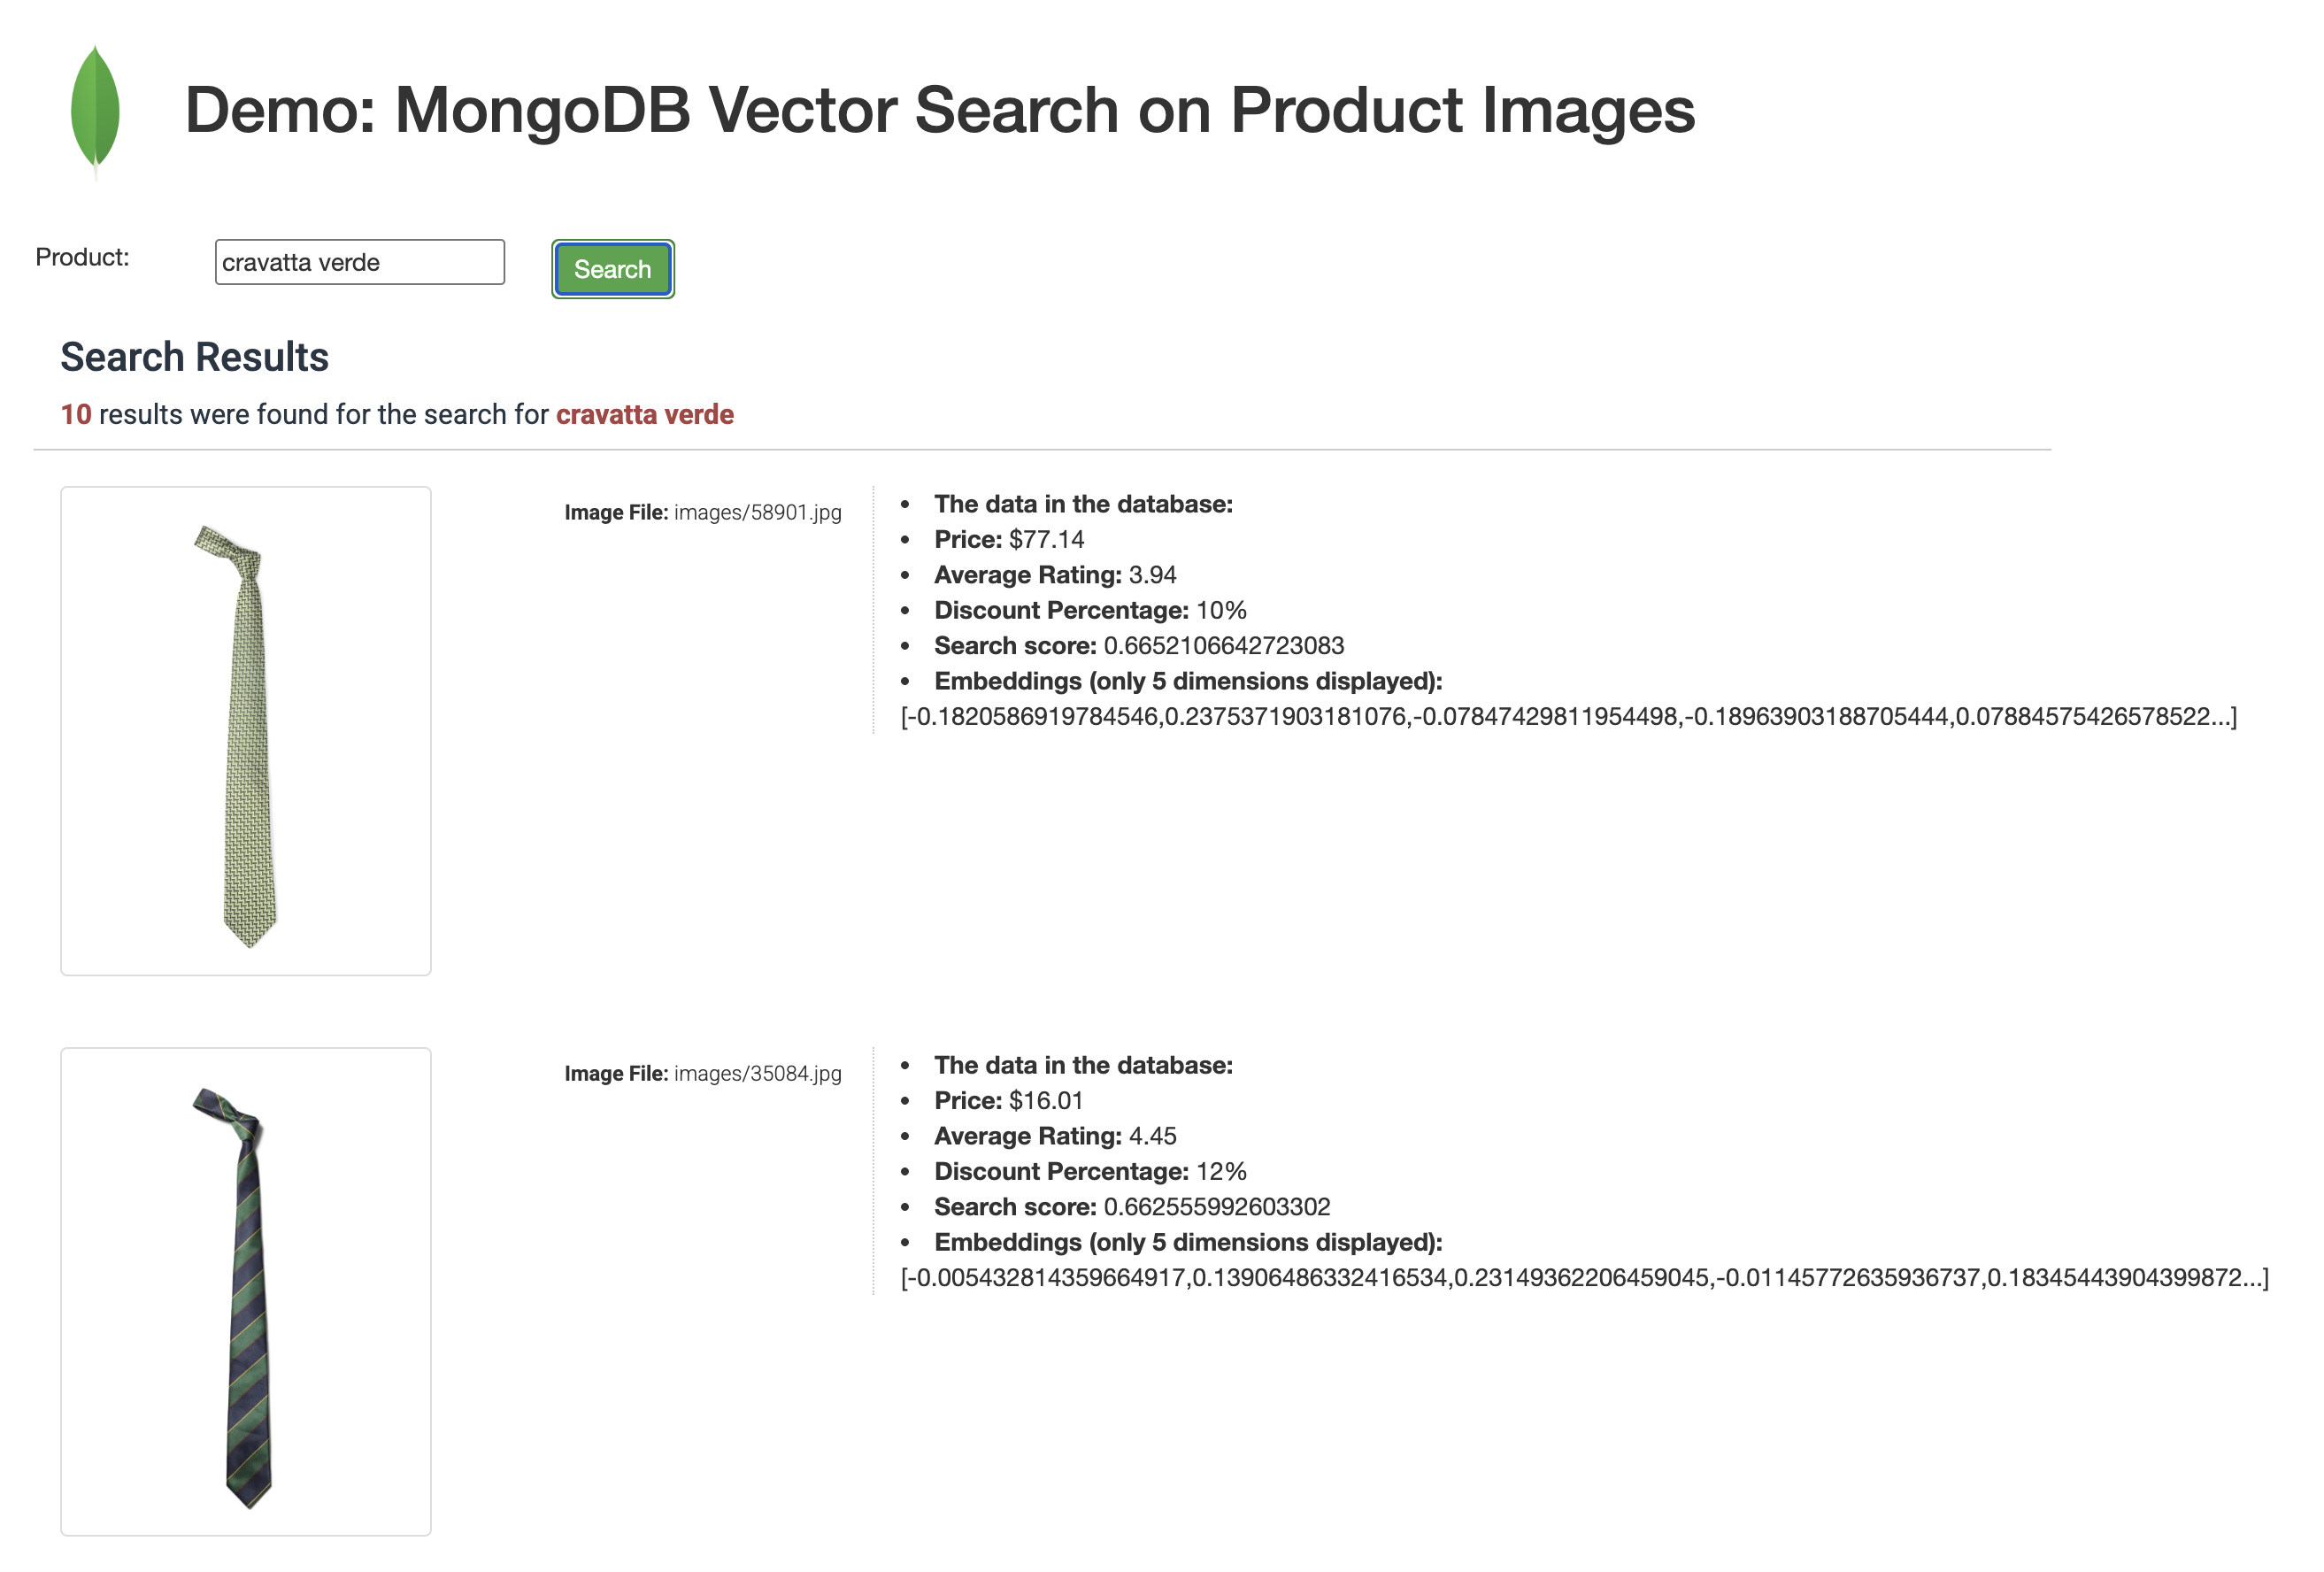 Demo: MongoDB Vector Search on Product Images
Product: cravatta verde Search
Search Results
10 results were found for the search for cravatta verde
Image File: images/58901.jpg
• The data in the database:
• Price: $77.14
• Average Rating: 3.94
• Discount Percentage: 10%
• Search score: 0.6652106642723083
• Embeddings (only 5 dimensions displayed):
[-0.1820586919784546,0.2375371903181076,-0.07847429811954498,-0.18963903188705444,0.07884575426578522...]
Image File: images/35084.jpg
• The data in the database:
• Price: $16.01
• Average Rating: 4.45
• Discount Percentage: 12%
• Search score: 0.662555992603302
• Embeddings (only 5 dimensions displayed):
[-0.005432814359664917,0.13906486332416534,0.23149362206459045,-0.01145772635936737,0.18345443904399872...]